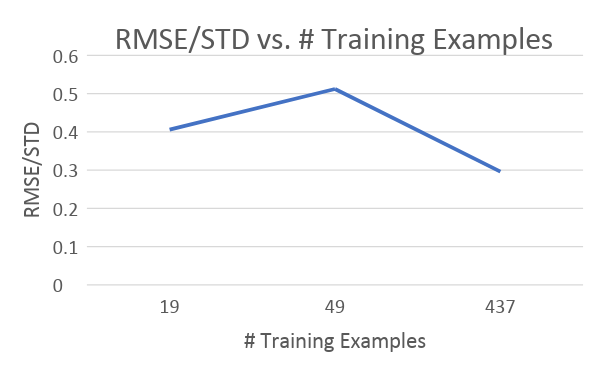 RMSE/STD vs. # Training Examples
0.6
0.5
0.4
0.3
0.2
0.1
0
RMSE/STD
19 49 437
# Training Examples